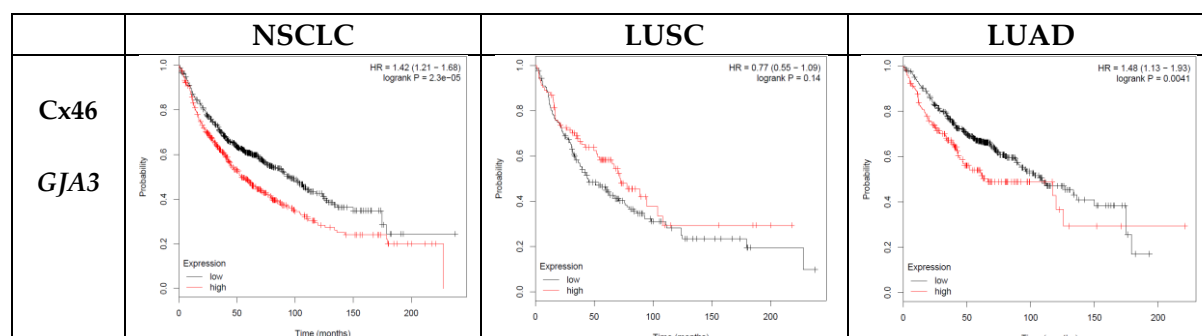 NSCLC LUSC LUAD
Cx46
GJA3
HR = 1.42 (1.21 − 1.68)
logrank P = 2.3e−05
Probability
1.0
0.8
0.6
0.4
0.2
0.0
Expression
low
high
0 50 100 150 200
Time (months)
HR = 0.77 (0.55 − 1.09)
logrank P = 0.14
Probability
1.0
0.8
0.6
0.4
0.2
0.0
Expression
low
high
0 50 100 150 200
Time (months)
HR = 1.48 (1.13 − 1.93)
logrank P = 0.0041
Probability
1.0
0.8
0.6
0.4
0.2
0.0
Expression
low
high
0 50 100 150 200